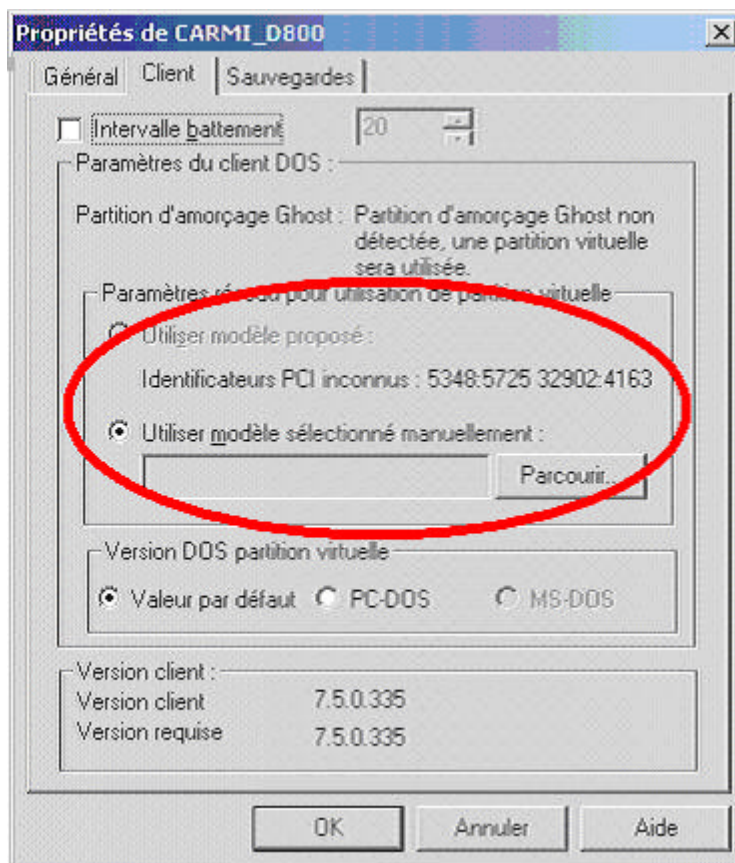 Propriétés de CARMI_D800
Général Client Sauvegardes
Intervalle battement 20
Paramètres du client DOS :
Partition d'amorçage Ghost : Partition d'amorçage Ghost non
détectée, une partition virtuelle
sera utilisée.
Paramètres réseau pour utilisation de partition virtuelle
Utiliser modèle proposé :
Identificateurs PCI inconnus : 5348:5725 32902:4163
Utiliser modèle sélectionné manuellement :
Parcourir...
Version DOS partition virtuelle
Valeur par défaut PC-DOS MS-DOS
Version client :
Version client 7.5.0.335
Version requise 7.5.0.335
OK Annuler Aide